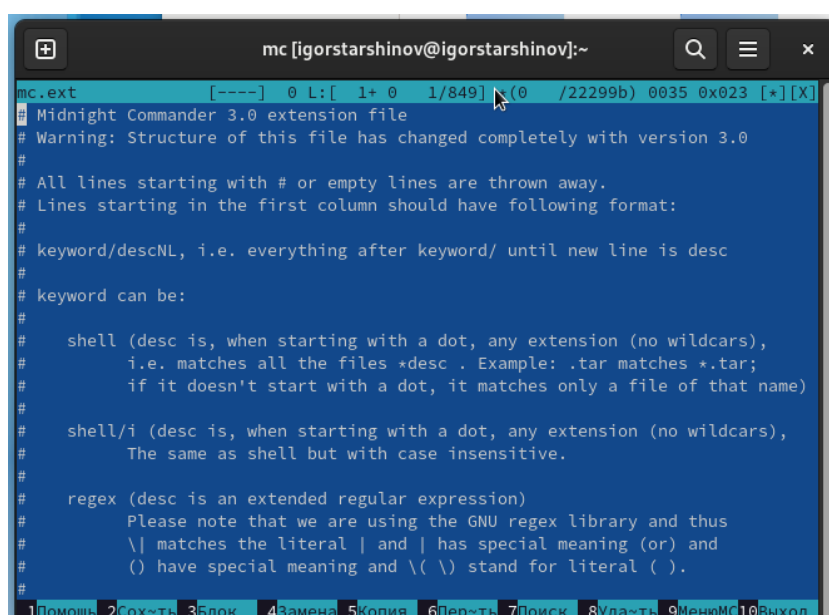 mc [igorstarshinov@igorstarshinov]:~
mc.ext [----] 0 L:[ 1+ 0 1/849] *(0 /22299b) 0035 0x023 [*][X]
# Midnight Commander 3.0 extension file
# Warning: Structure of this file has changed completely with version 3.0
#
# All lines starting with # or empty lines are thrown away.
# Lines starting in the first column should have following format:
#
# keyword/descNL, i.e. everything after keyword/ until new line is desc
#
# keyword can be:
#
# shell (desc is, when starting with a dot, any extension (no wildcars),
# i.e. matches all the files *desc . Example: .tar matches *.tar;
# if it doesn't start with a dot, it matches only a file of that name)
#
# shell/i (desc is, when starting with a dot, any extension (no wildcars),
# The same as shell but with case insensitive.
#
# regex (desc is an extended regular expression)
# Please note that we are using the GNU regex library and thus
# \| matches the literal | and | has special meaning (or) and
# () have special meaning and \( \) stand for literal ( ).
#
1Помощь 2Сох~ть 3Блок 4Замена 5Копия 6Пер~ть 7Поиск 8Уда~ть 9МенюMC 10Выход